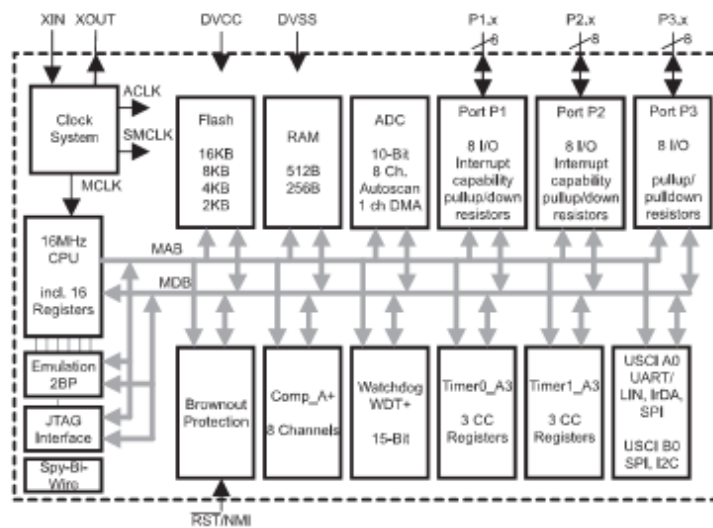 XIN XOUT DVCC DVSS P1.x P2.x P3.x
8 8 8
ACLK
SMCLK
MCLK
Clock
System
Flash
16KB
8KB
4KB
2KB
RAM
512B
256B
ADC
10-Bit
8 Ch.
Autoscan
1 ch DMA
Port P1
8 I/O
Interrupt
capability
pullup/down
resistors
Port P2
8 I/O
Interrupt
capability
pullup/down
resistors
Port P3
8 I/O
pullup/
pulldown
resistors
16MHz
CPU
incl. 16
Registers
MAB
MDB
Emulation
2BP
JTAG
Interface
Spy-Bi-
Wire
Brownout
Protection
Comp_A+
8 Channels
Watchdog
WDT+
15-Bit
Timer0_A3
3 CC
Registers
Timer1_A3
3 CC
Registers
USCI A0
UART/
LIN, IrDA,
SPI
USCI B0
SPI, I2C
RST/NMI